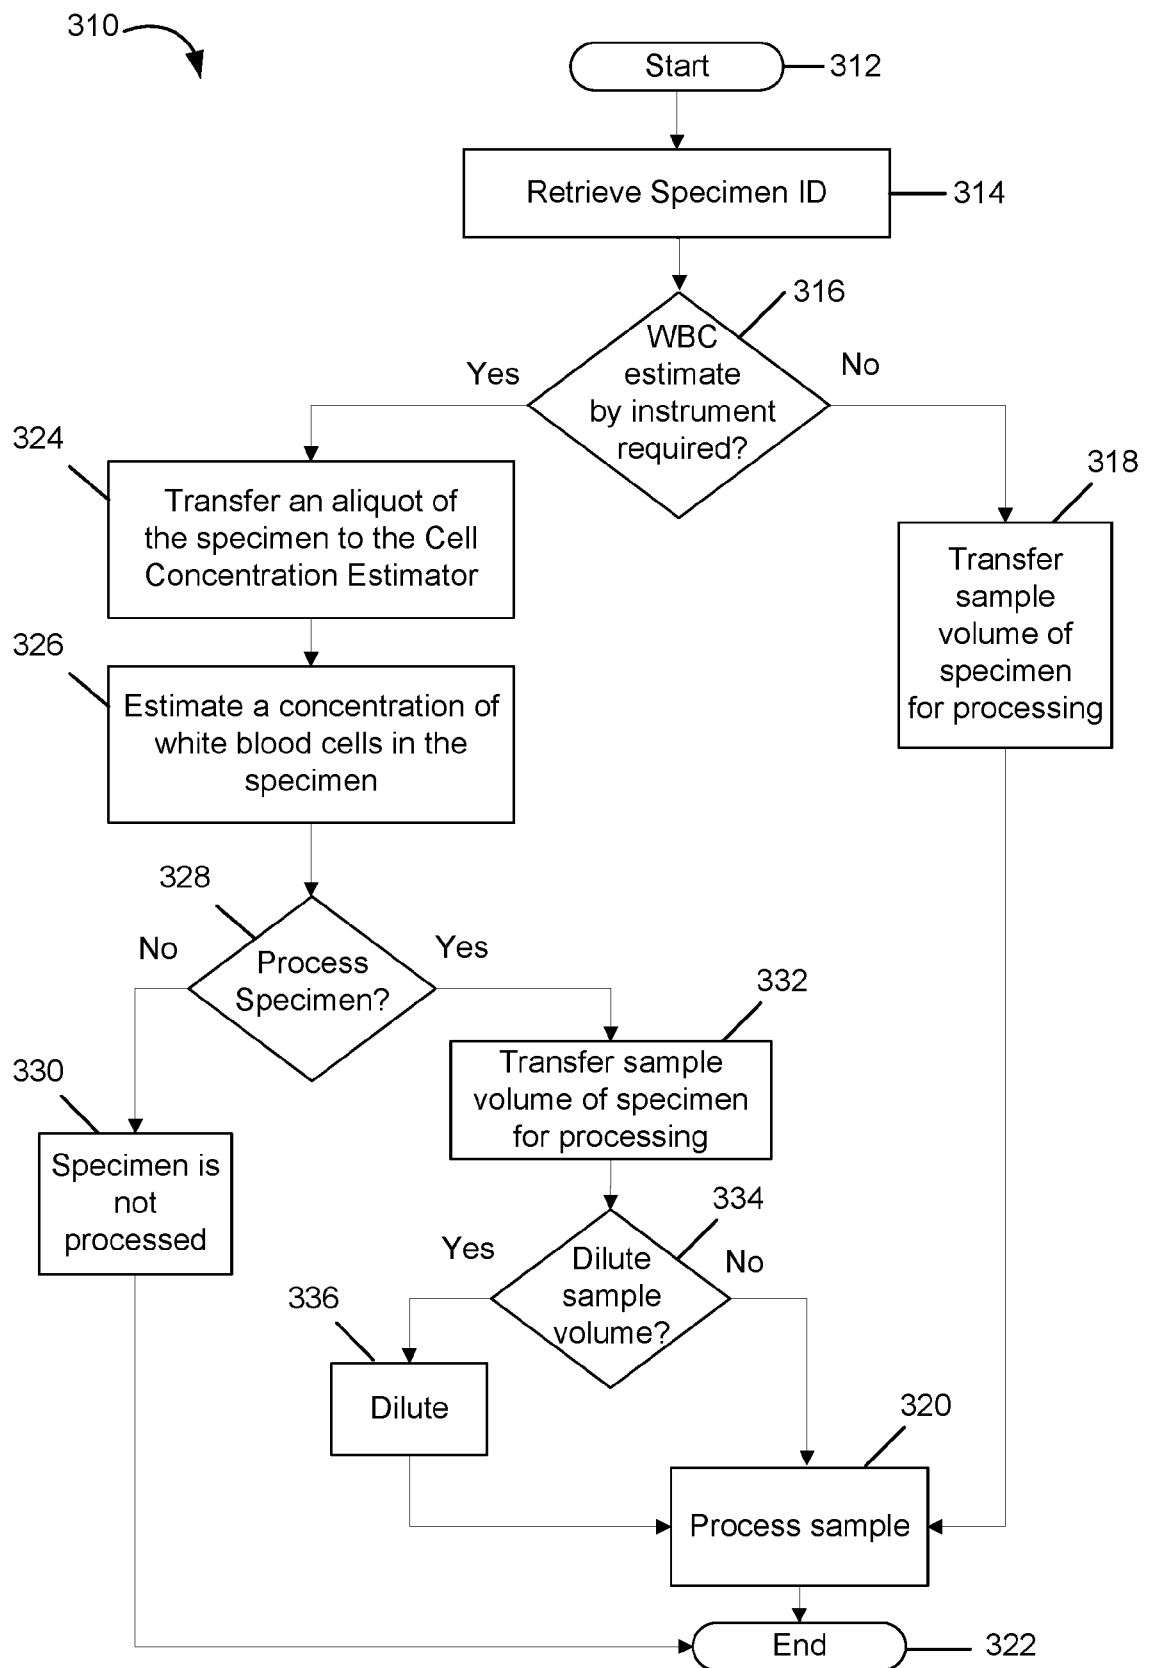 310
Start
312
Retrieve Specimen ID
314
316
WBC
estimate
by instrument
required?
Yes
No
324
Transfer an aliquot of
the specimen to the Cell
Concentration Estimator
318
Transfer
sample
volume of
specimen
for processing
326
Estimate a concentration of
white blood cells in the
specimen
328
No
Yes
Process
Specimen?
332
Transfer sample
volume of specimen
for processing
330
Specimen is
not
processed
334
Yes
No
Dilute
sample
volume?
336
Dilute
320
Process sample
End
322